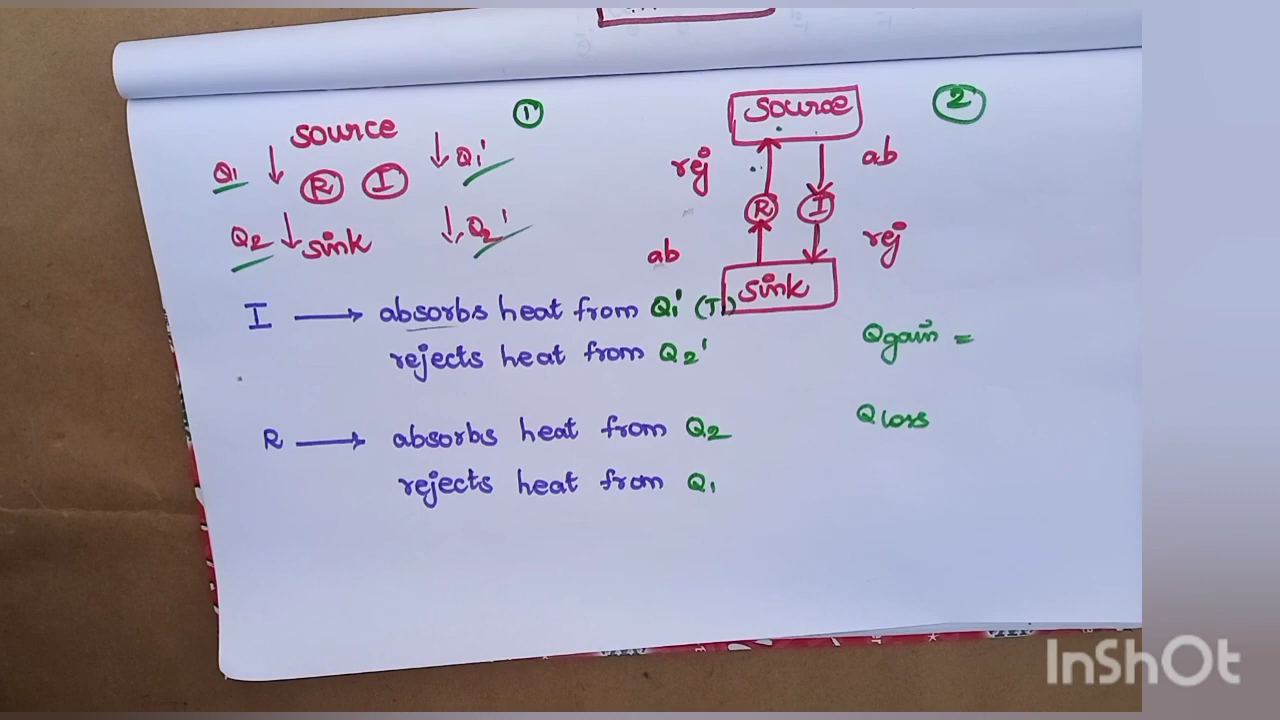 ①
source
Q₁ ↓ ↓ Q₁'
R I
Q₂ ↓ sink ↓ Q₂'
②
source
rej ab
R I
ab rej
sink
I → absorbs heat from Q₁' (T₁)
rejects heat from Q₂'
R → absorbs heat from Q₂
rejects heat from Q₁
Qgain =
Qloss
InShOt